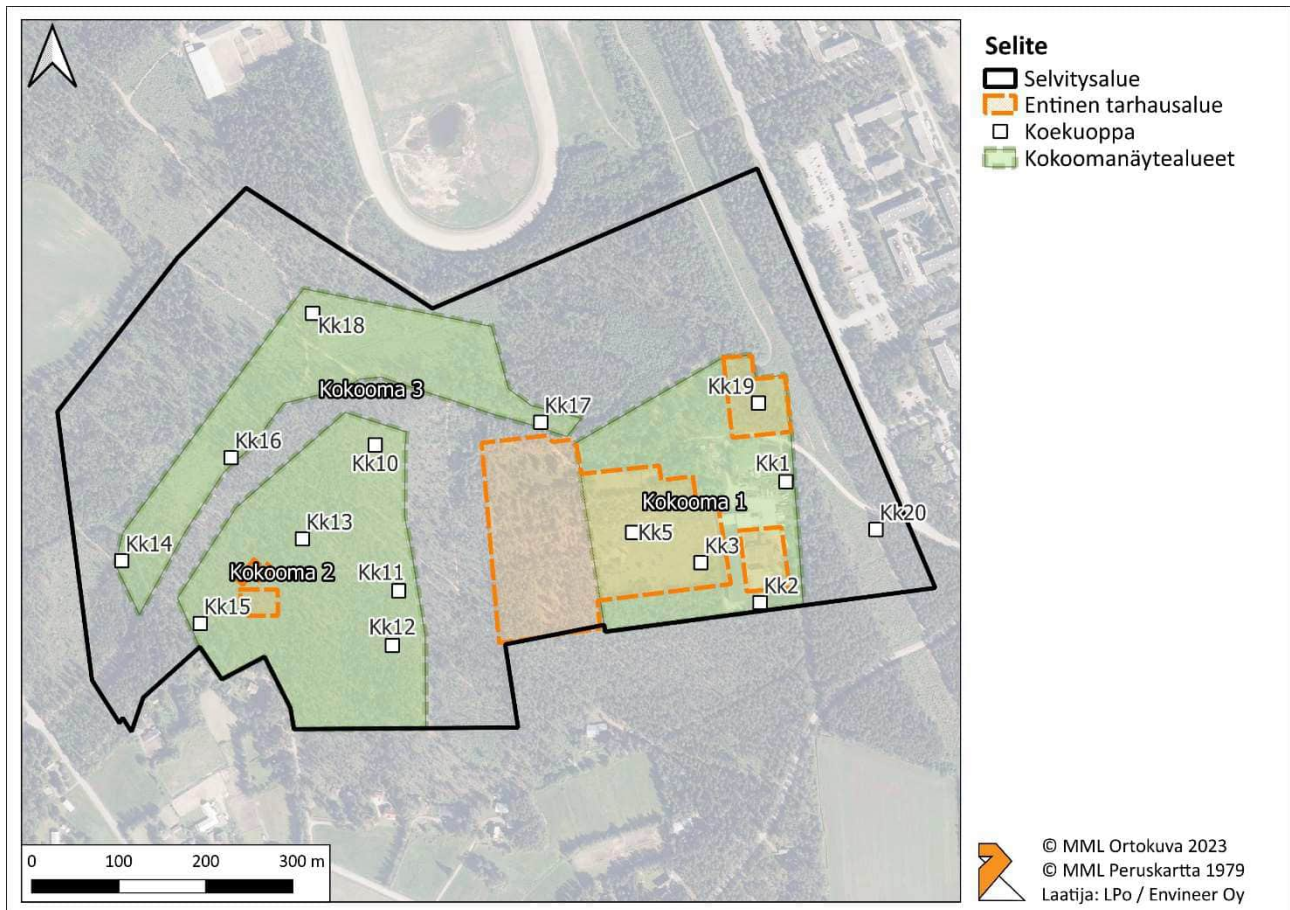 Selite
Selvitysalue
Entinen tarhausalue
Koekuoppa
Kokoomanäytealueet
Kk18
Kokooma 3
Kk19
Kk17
Kk16
Kk10
Kk1
Kokooma 1
Kk13
Kk5
Kk20
Kk14
Kk3
Kokooma 2
Kk11
Kk2
Kk15
Kk12
0 100 200 300 m
© MML Ortokuva 2023
© MML Peruskartta 1979
Laatija: LPo / Envineer Oy